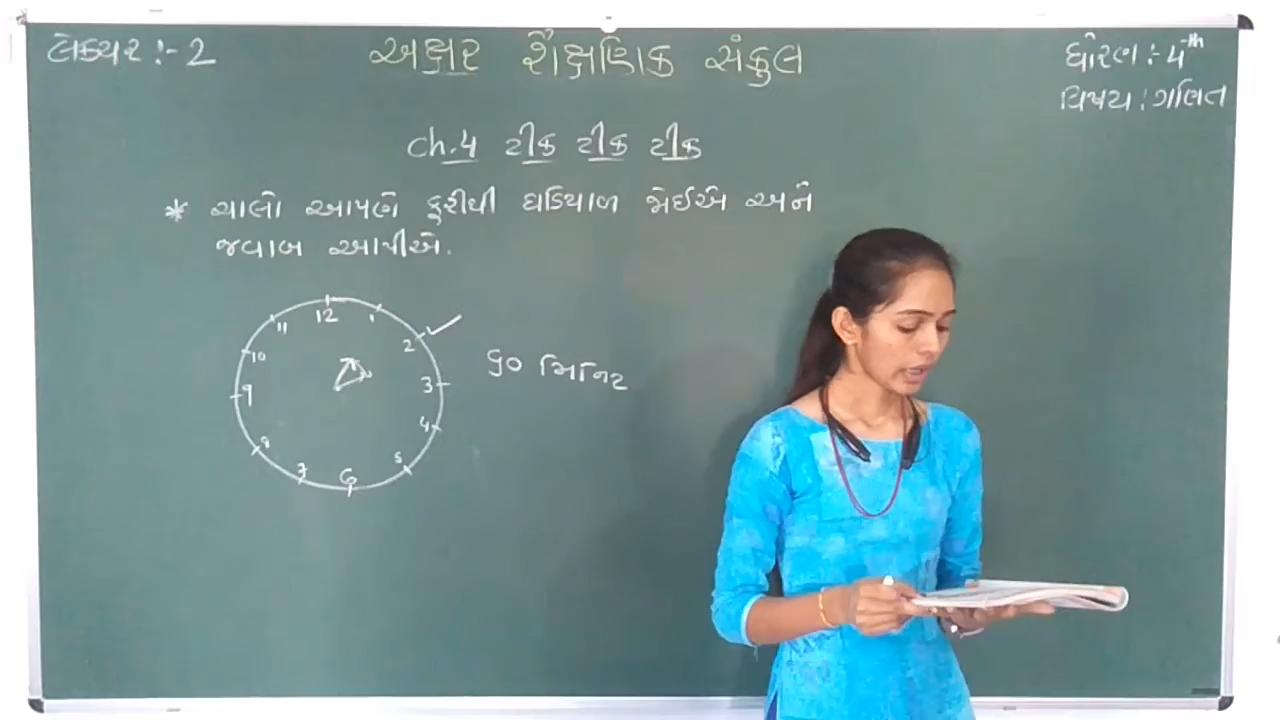 લેક્ચર :- 2
અક્ષર શૈક્ષણિક સંકુલ
ધોરણ :- 4th
વિષય : ગણિત
ch.4 ટીક ટીક ટીક
* ચાલો આપણે ફરીથી ઘડિયાળ જોઈએ અને
જવાબ આપીએ.
12
1
2
3
4
5
6
7
8
9
10
11
૬૦ મિનિટ